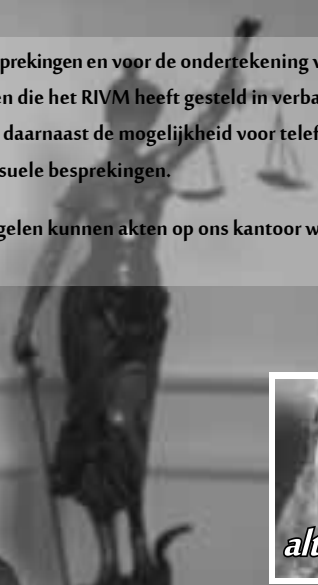 sprekingen en voor de ondertekening v
en die het RIVM heeft gesteld in verba
daarnaast de mogelijkheid voor telef
suele besprekingen.
gelen kunnen akten op ons kantoor w
alt